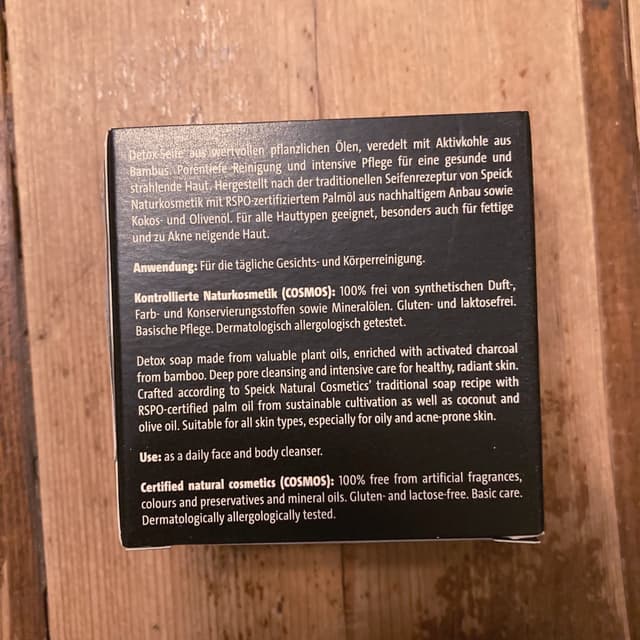 Detox-Seife aus wertvollen pflanzlichen Ölen, veredelt mit Aktivkohle aus
Bambus. Porentiefe Reinigung und intensive Pflege für eine gesunde und
strahlende Haut. Hergestellt nach der traditionellen Seifenrezeptur von Speick
Naturkosmetik mit RSPO-zertifiziertem Palmöl aus nachhaltigem Anbau sowie
Kokos- und Olivenöl. Für alle Hauttypen geeignet, besonders auch für fettige
und zu Akne neigende Haut.
Anwendung: Für die tägliche Gesichts- und Körperreinigung.
Kontrollierte Naturkosmetik (COSMOS): 100% frei von synthetischen Duft-,
Farb- und Konservierungsstoffen sowie Mineralölen. Gluten- und laktosefrei.
Basische Pflege. Dermatologisch allergologisch getestet.
Detox soap made from valuable plant oils, enriched with activated charcoal
from bamboo. Deep pore cleansing and intensive care for healthy, radiant skin.
Crafted according to Speick Natural Cosmetics' traditional soap recipe with
RSPO-certified palm oil from sustainable cultivation as well as coconut and
olive oil. Suitable for all skin types, especially for oily and acne-prone skin.
Use: as a daily face and body cleanser.
Certified natural cosmetics (COSMOS): 100% free from artificial fragrances,
colours and preservatives and mineral oils. Gluten- and lactose-free. Basic care.
Dermatologically allergologically tested.